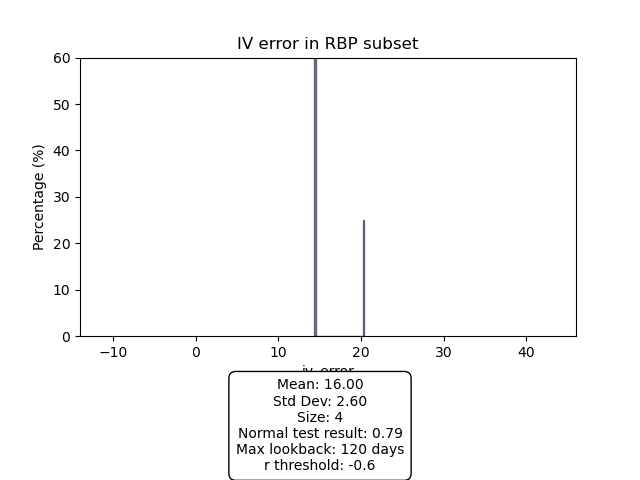 IV error in RBP subset
60
50
40
30
20
10
0
Percentage (%)
−10 0 10 20 30 40
iv_error
Mean: 16.00
Std Dev: 2.60
Size: 4
Normal test result: 0.79
Max lookback: 120 days
r threshold: -0.6